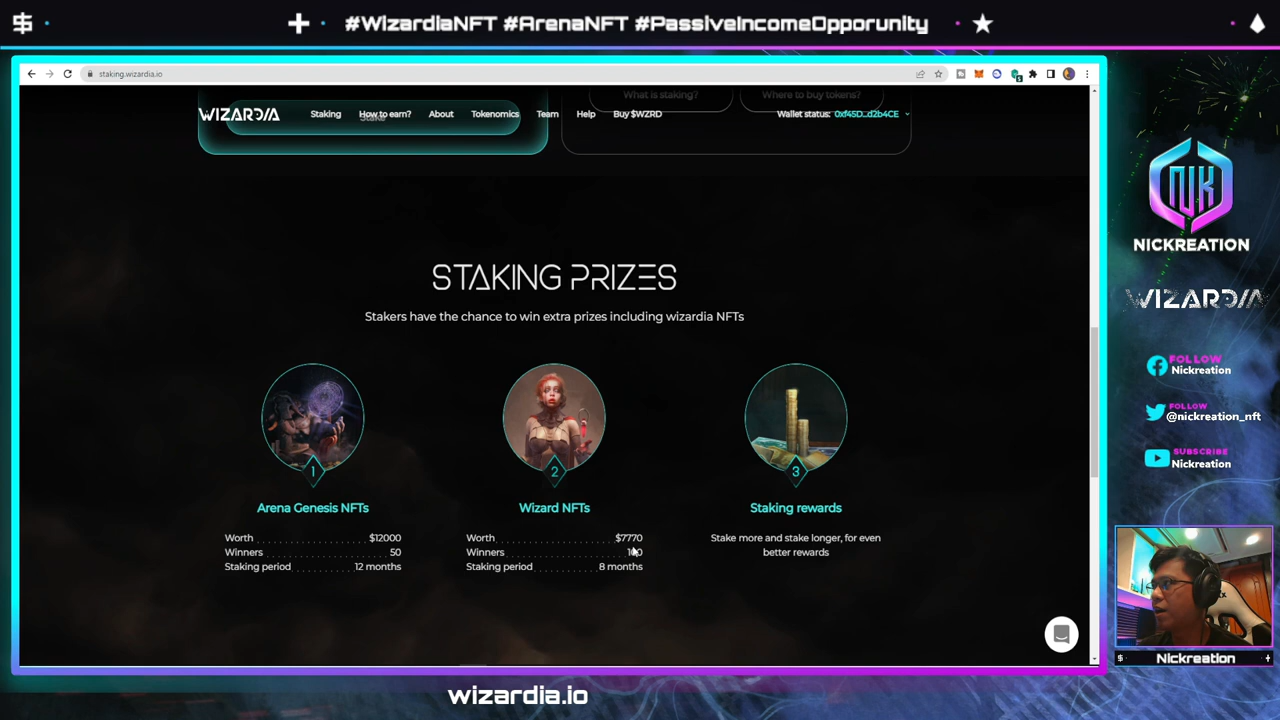 #WizardiaNFT #ArenaNFT #PassiveIncomeOpporunity
staking.wizardia.io
What is staking?
Where to buy tokens?
WIZARDIA
Staking
How to earn?
About
Tokenomics
Team
Help
Buy $WZRD
Wallet status: 0xf45D...d2b4CE
Stake
STAKING PRIZES
Stakers have the chance to win extra prizes including wizardia NFTs
1
2
3
Arena Genesis NFTs
Worth $12000
Winners 50
Staking period 12 months
Wizard NFTs
Worth $7770
Winners 100
Staking period 8 months
Staking rewards
Stake more and stake longer, for even
better rewards
NICKREATION
WIZARDIA
FOLLOW
Nickreation
FOLLOW
@nickreation_nft
SUBSCRIBE
Nickreation
Nickreation
wizardia.io